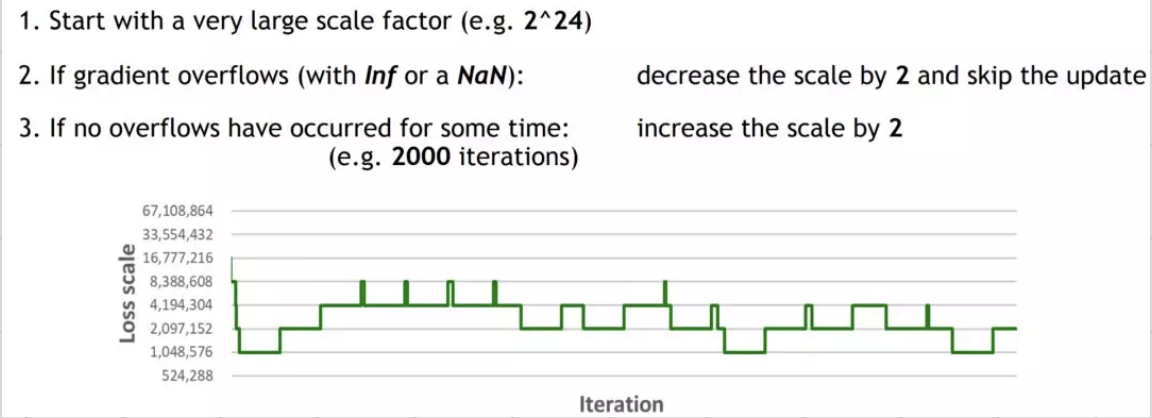 1. Start with a very large scale factor (e.g. 2^24)
2. If gradient overflows (with Inf or a NaN): decrease the scale by 2 and skip the update
3. If no overflows have occurred for some time: increase the scale by 2
(e.g. 2000 iterations)
Loss scale
67,108,864
33,554,432
16,777,216
8,388,608
4,194,304
2,097,152
1,048,576
524,288
Iteration